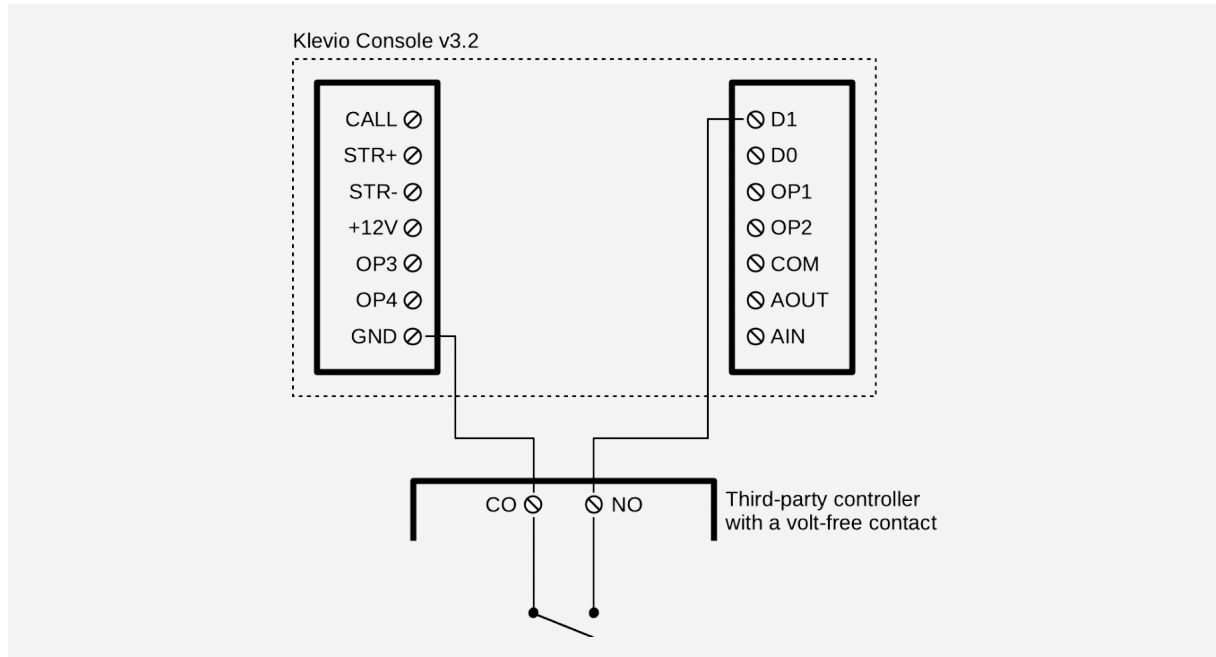 Klevio Console v3.2
CALL
STR+
STR-
+12V
OP3
OP4
GND
D1
D0
OP1
OP2
COM
AOUT
AIN
CO
NO
Third-party controller
with a volt-free contact